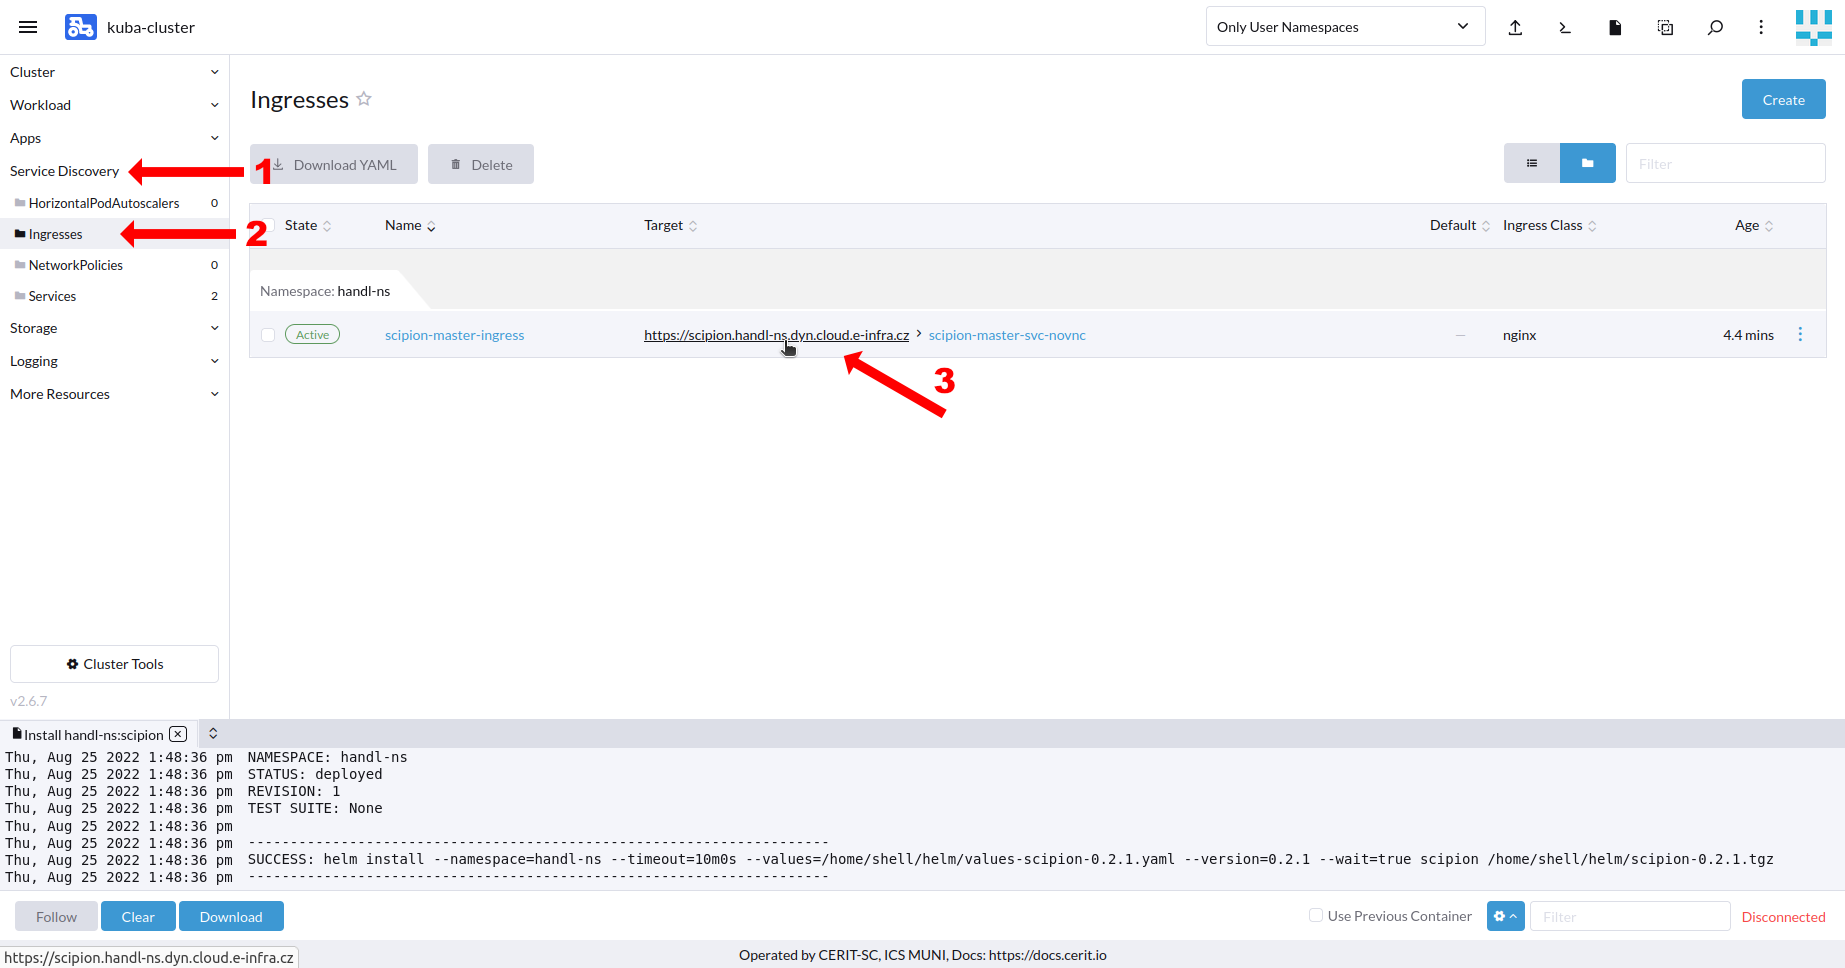 kuba-cluster
Only User Namespaces
Cluster
Workload
Apps
Service Discovery
HorizontalPodAutoscalers 0
Ingresses
NetworkPolicies 0
Services 2
Storage
Logging
More Resources
Cluster Tools
v2.6.7
1
2
3
Ingresses
Create
Download YAML
Delete
Filter
State Name Target Default Ingress Class Age
Namespace: handl-ns
Active scipion-master-ingress https://scipion.handl-ns.dyn.cloud.e-infra.cz > scipion-master-svc-novnc — nginx 4.4 mins
Install handl-ns:scipion
Thu, Aug 25 2022 1:48:36 pm NAMESPACE: handl-ns
Thu, Aug 25 2022 1:48:36 pm STATUS: deployed
Thu, Aug 25 2022 1:48:36 pm REVISION: 1
Thu, Aug 25 2022 1:48:36 pm TEST SUITE: None
Thu, Aug 25 2022 1:48:36 pm
Thu, Aug 25 2022 1:48:36 pm ---------------------------------------------------------------------
Thu, Aug 25 2022 1:48:36 pm SUCCESS: helm install --namespace=handl-ns --timeout=10m0s --values=/home/shell/helm/values-scipion-0.2.1.yaml --version=0.2.1 --wait=true scipion /home/shell/helm/scipion-0.2.1.tgz
Thu, Aug 25 2022 1:48:36 pm ---------------------------------------------------------------------
Follow
Clear
Download
Use Previous Container
Filter
Disconnected
https://scipion.handl-ns.dyn.cloud.e-infra.cz
Operated by CERIT-SC, ICS MUNI, Docs: https://docs.cerit.io